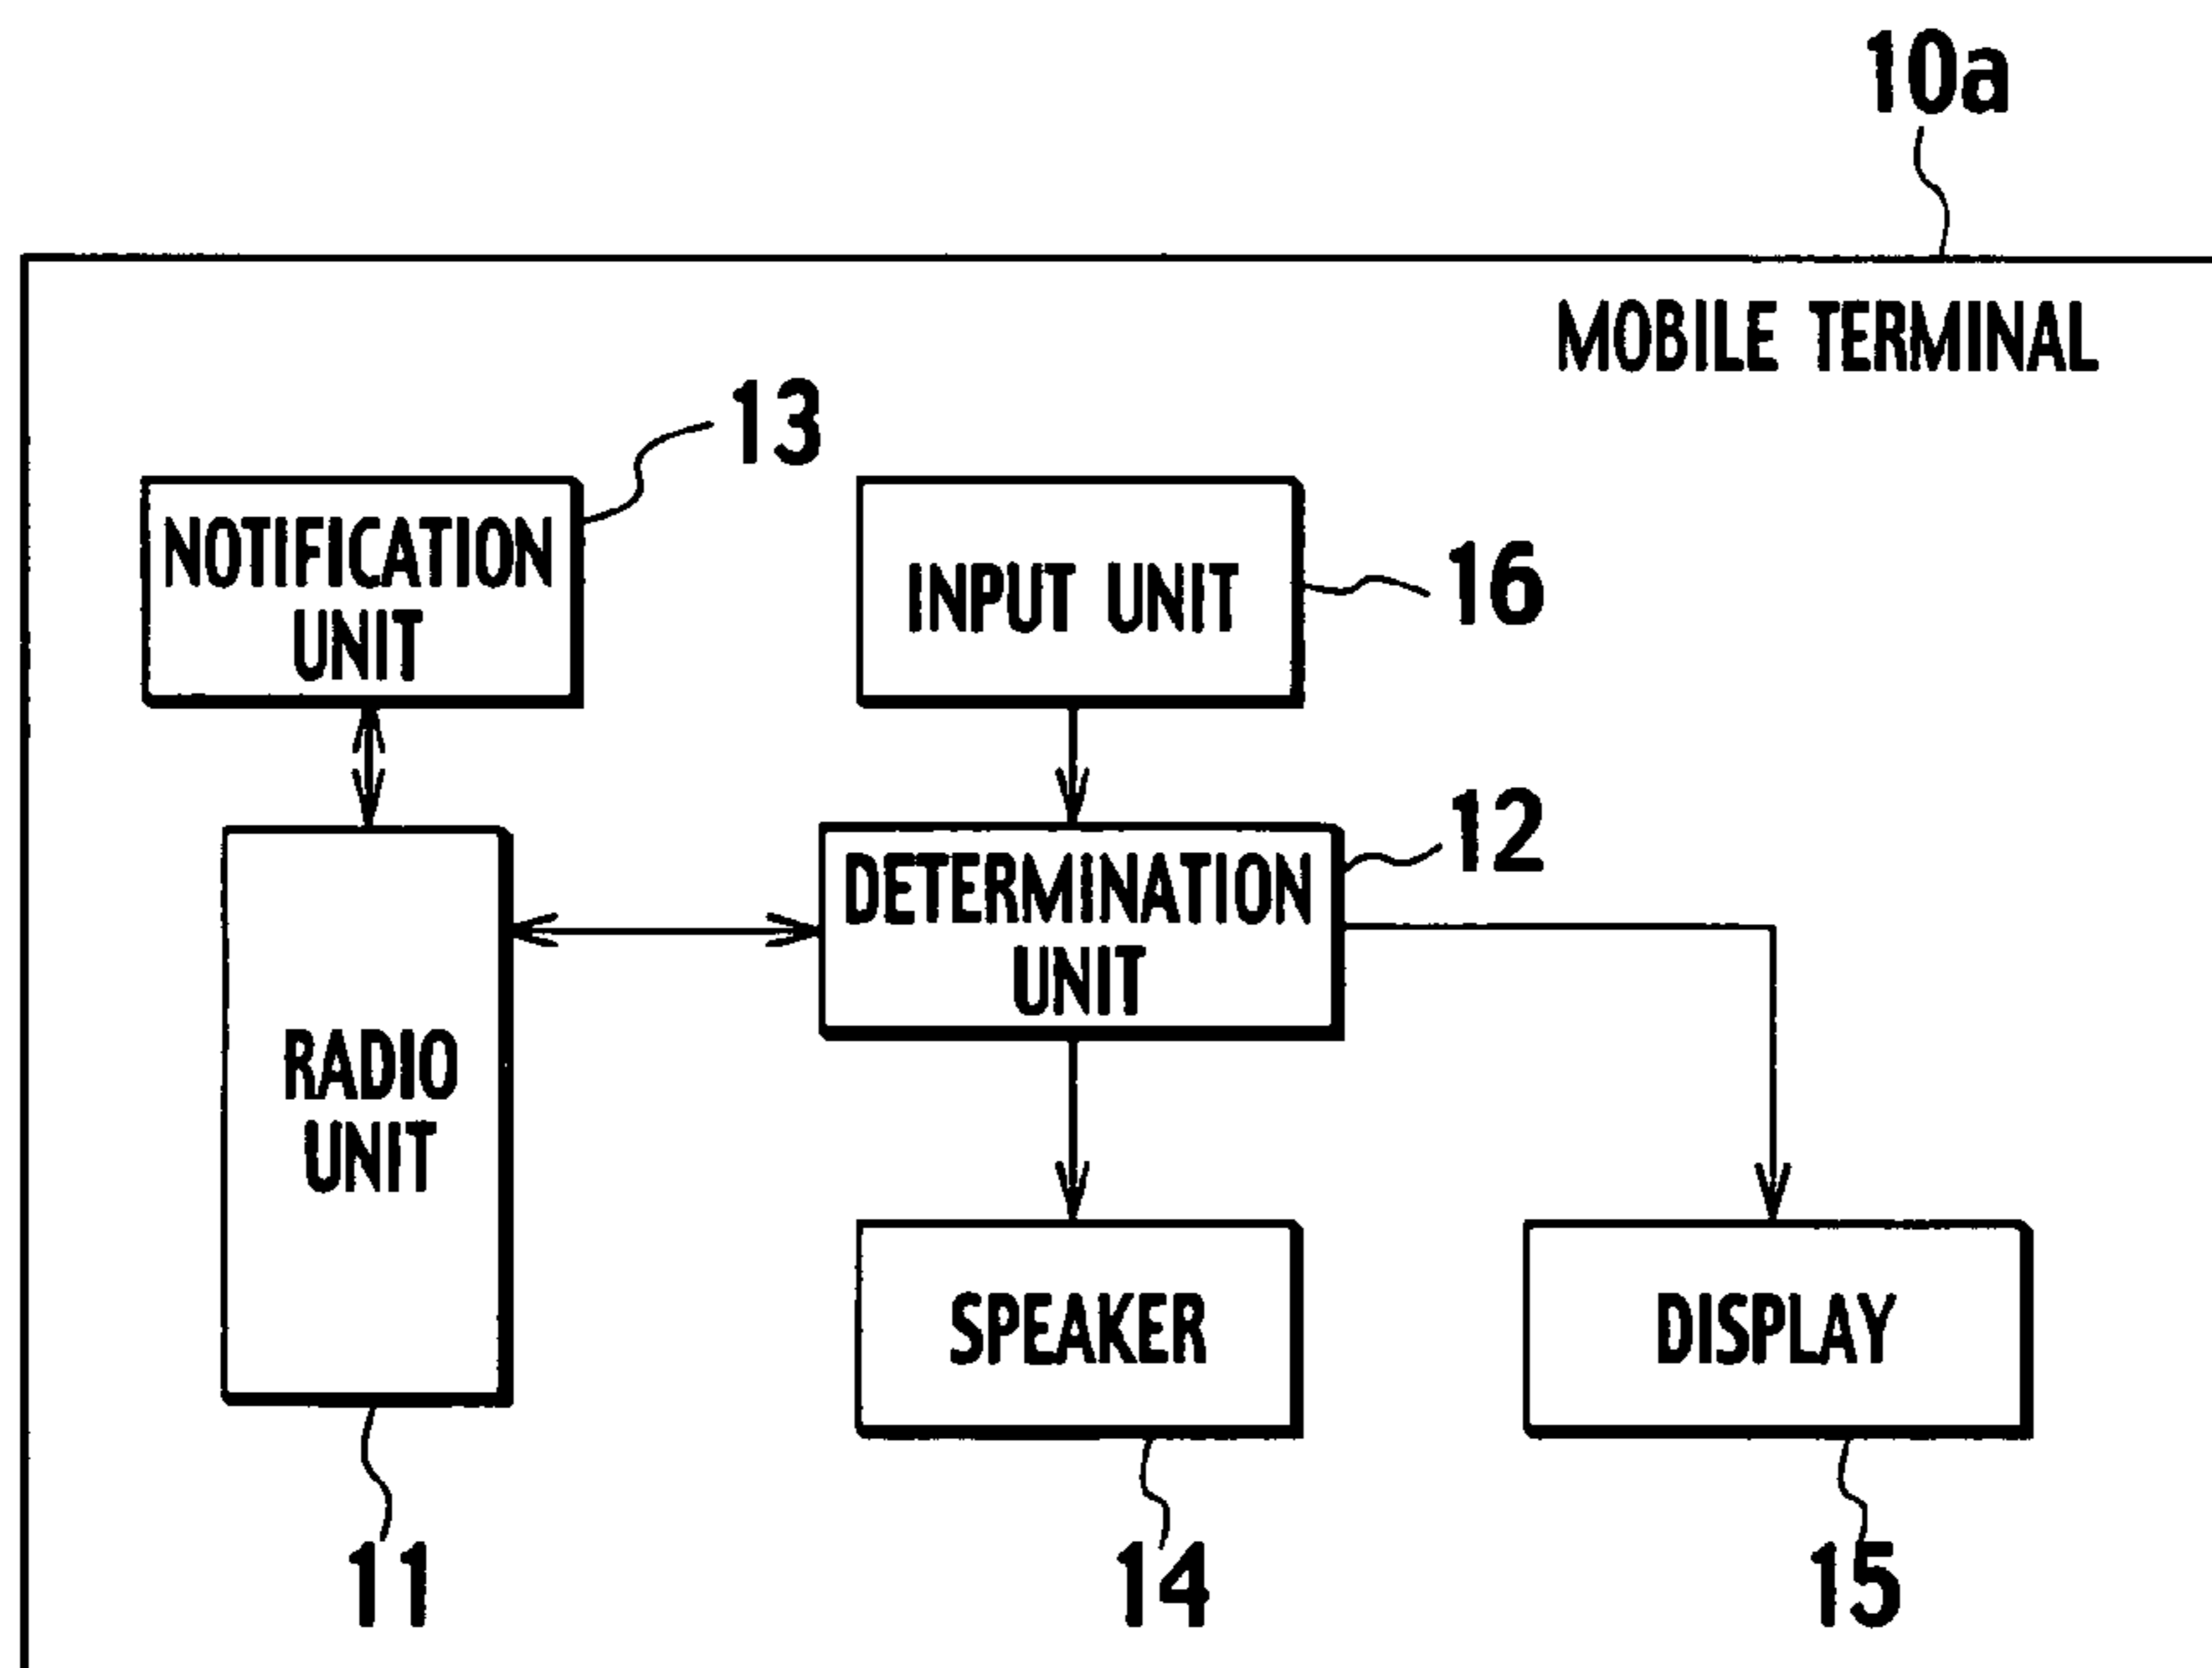 10a
MOBILE TERMINAL
13
NOTIFICATION
UNIT
INPUT UNIT
16
12
DETERMINATION
UNIT
RADIO
UNIT
SPEAKER
DISPLAY
11
14
15